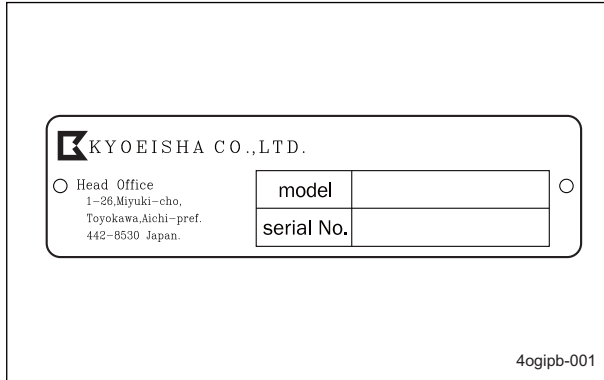 KYOEISHA CO.,LTD.
Head Office
1-26,Miyuki-cho,
Toyokawa,Aichi-pref.
442-8530 Japan.
model
serial No.
4ogipb-001